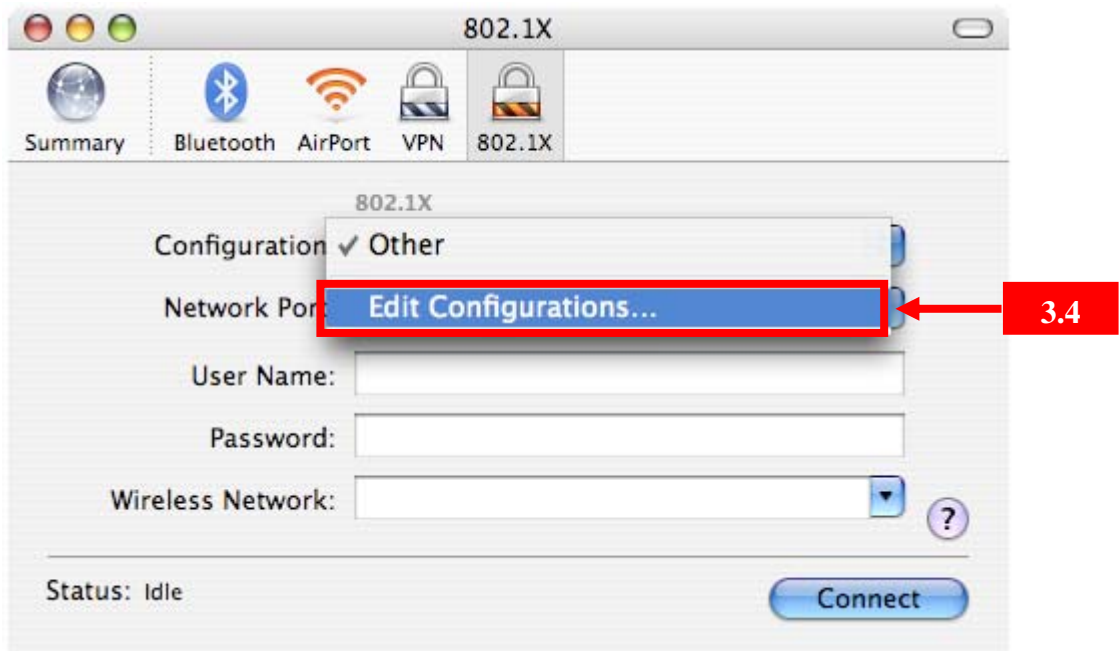 802.1X
Summary Bluetooth AirPort VPN 802.1X
802.1X
Configuration ✓ Other
Network Port Edit Configurations...
3.4
User Name:
Password:
Wireless Network:
?
Status: Idle
Connect